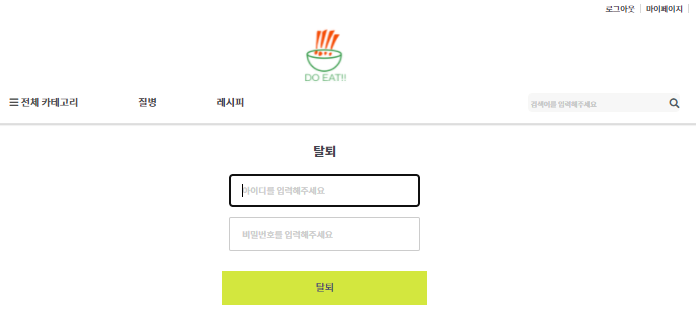 로그아웃 마이페이지
DO EAT!!
전체 카테고리 질병 레시피 검색어를 입력해주세요
탈퇴
아이디를 입력해주세요
비밀번호를 입력해주세요
탈퇴